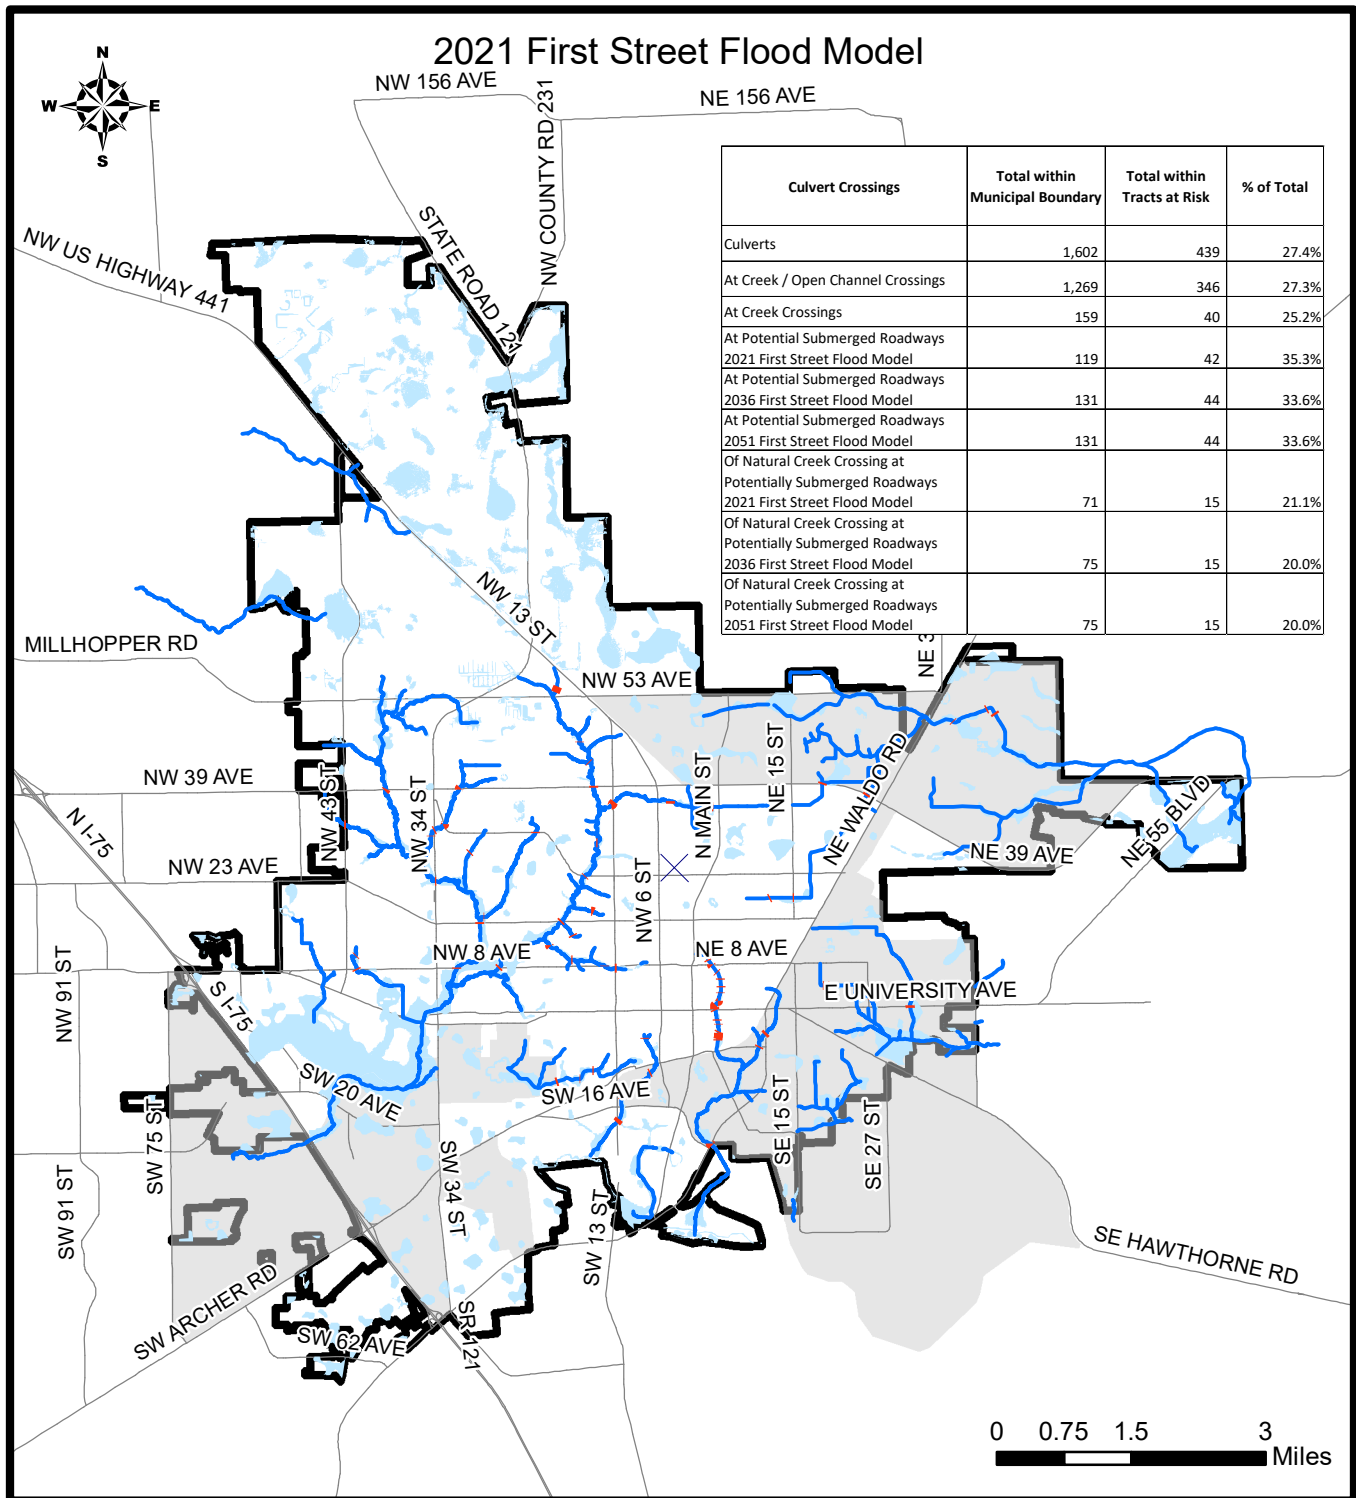 2021 First Street Flood Model
N
W E
S
NW 156 AVE
NE 156 AVE
NW COUNTY RD 231
STATE ROAD 121
NW US HIGHWAY 441
Culvert Crossings Total within Municipal Boundary Total within Tracts at Risk % of Total
Culverts 1,602 439 27.4%
At Creek / Open Channel Crossings 1,269 346 27.3%
At Creek Crossings 159 40 25.2%
At Potential Submerged Roadways
2021 First Street Flood Model 119 42 35.3%
At Potential Submerged Roadways
2036 First Street Flood Model 131 44 33.6%
At Potential Submerged Roadways
2051 First Street Flood Model 131 44 33.6%
Of Natural Creek Crossing at
Potentially Submerged Roadways
2021 First Street Flood Model 71 15 21.1%
Of Natural Creek Crossing at
Potentially Submerged Roadways
2036 First Street Flood Model 75 15 20.0%
Of Natural Creek Crossing at
Potentially Submerged Roadways
2051 First Street Flood Model 75 15 20.0%
NW 13 ST
MILLHOPPER RD
NE 3
NW 53 AVE
NW 39 AVE
NW 43 ST
NW 34 ST
N MAIN ST
NE 15 ST
NE WALDO RD
N I-75
NE 55 BLVD
NE 39 AVE
NW 23 AVE
NW 6 ST
NW 91 ST
NW 8 AVE
NE 8 AVE
S I-75
E UNIVERSITY AVE
SW 20 AVE
SW 16 AVE
SW 75 ST
SE 15 ST
SE 27 ST
SW 91 ST
SW 34 ST
SW 13 ST
SE HAWTHORNE RD
SW ARCHER RD
SW 62 AVE
SR 121
0 0.75 1.5 3
Miles